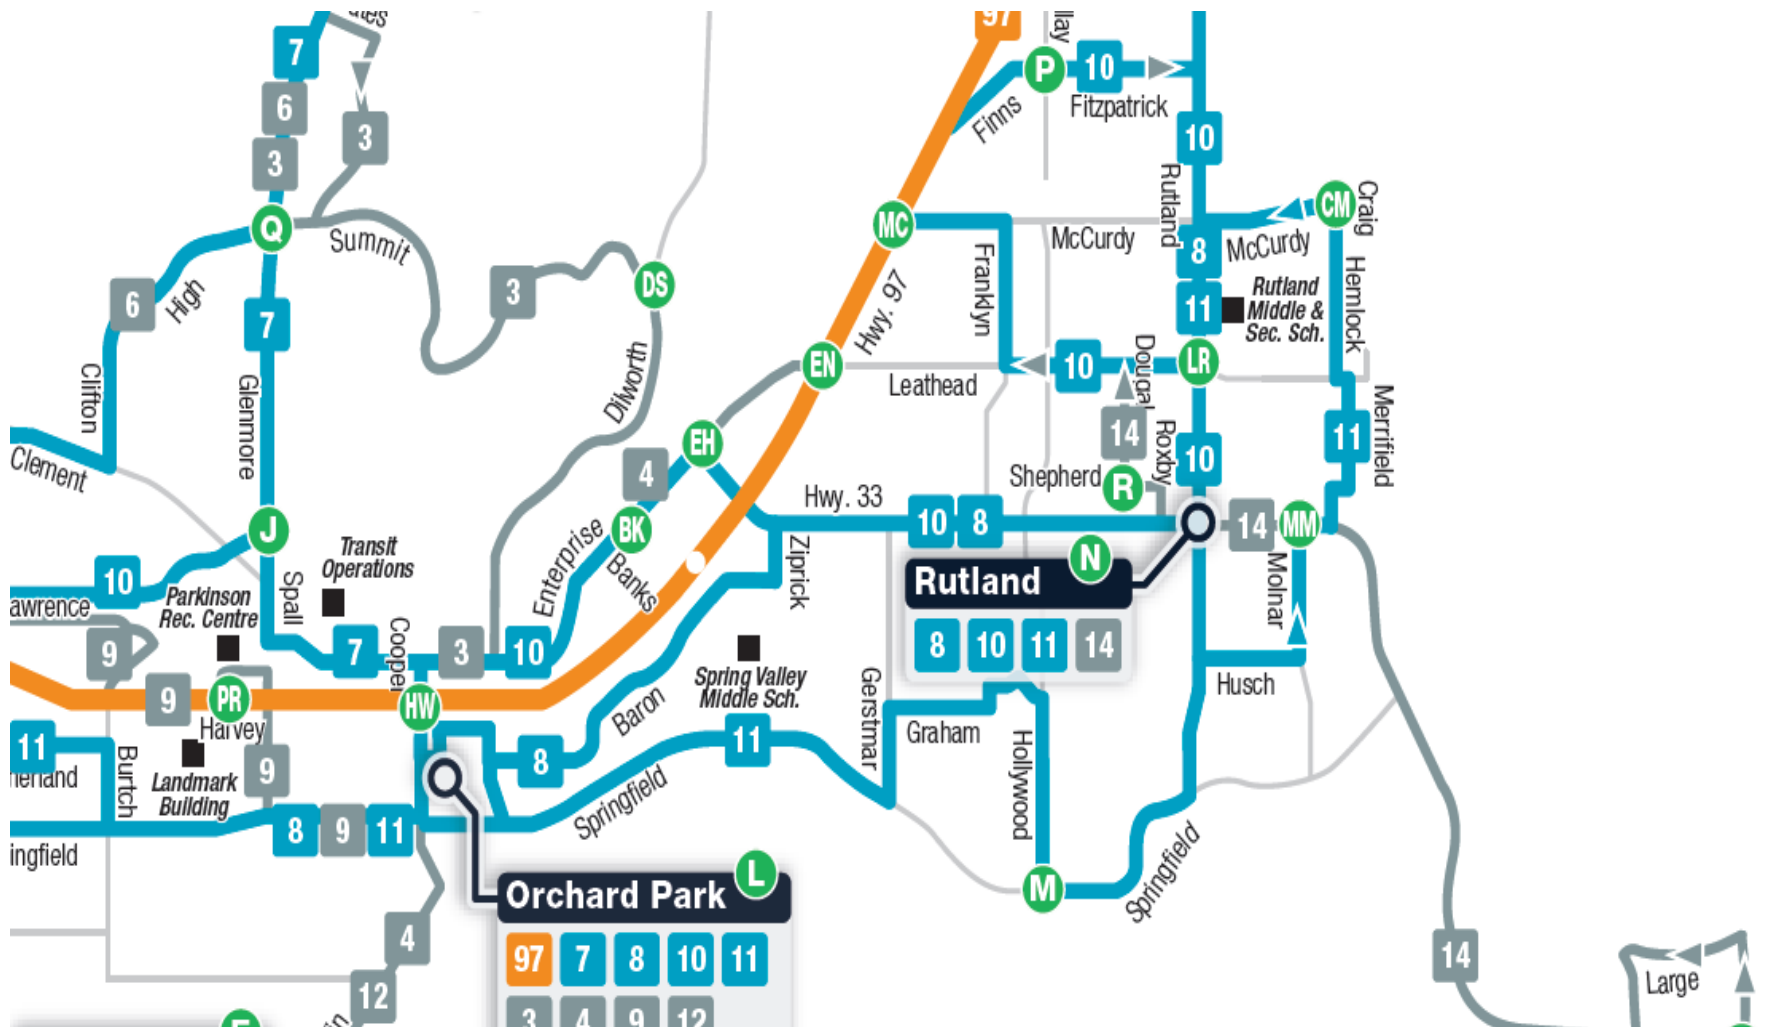 97
7
P
10
Fitzpatrick
Finns
6
3
3
10
Rutland
Q
Summit
MC
McCurdy
CM
Craig
McCurdy
8
6
High
3
DS
Hwy. 97
Franklyn
11
Rutland
Middle &
Sec. Sch.
Hemlock
7
EN
Leathead
10
Dougal
LR
Clifton
Glenmore
Dilworth
Merrifield
11
EH
4
14
Roxby
10
Clement
Shepherd
R
Hwy. 33
10
8
14
MM
J
BK
Enterprise
Banks
Ziprick
Transit
Operations
10
Parkinson
Rec. Centre
Spall
N
Rutland
8
10
11
14
Molnar
9
7
Cooper
3
10
Spring Valley
Middle Sch.
Gerstmar
Husch
9
PR
HW
Harvey
Baron
Graham
Hollywood
11
Burtch
Landmark
Building
9
8
11
Springfield
8
9
11
M
Springfield
L
Orchard Park
97
7
8
10
11
3
4
9
12
4
12
14
Large